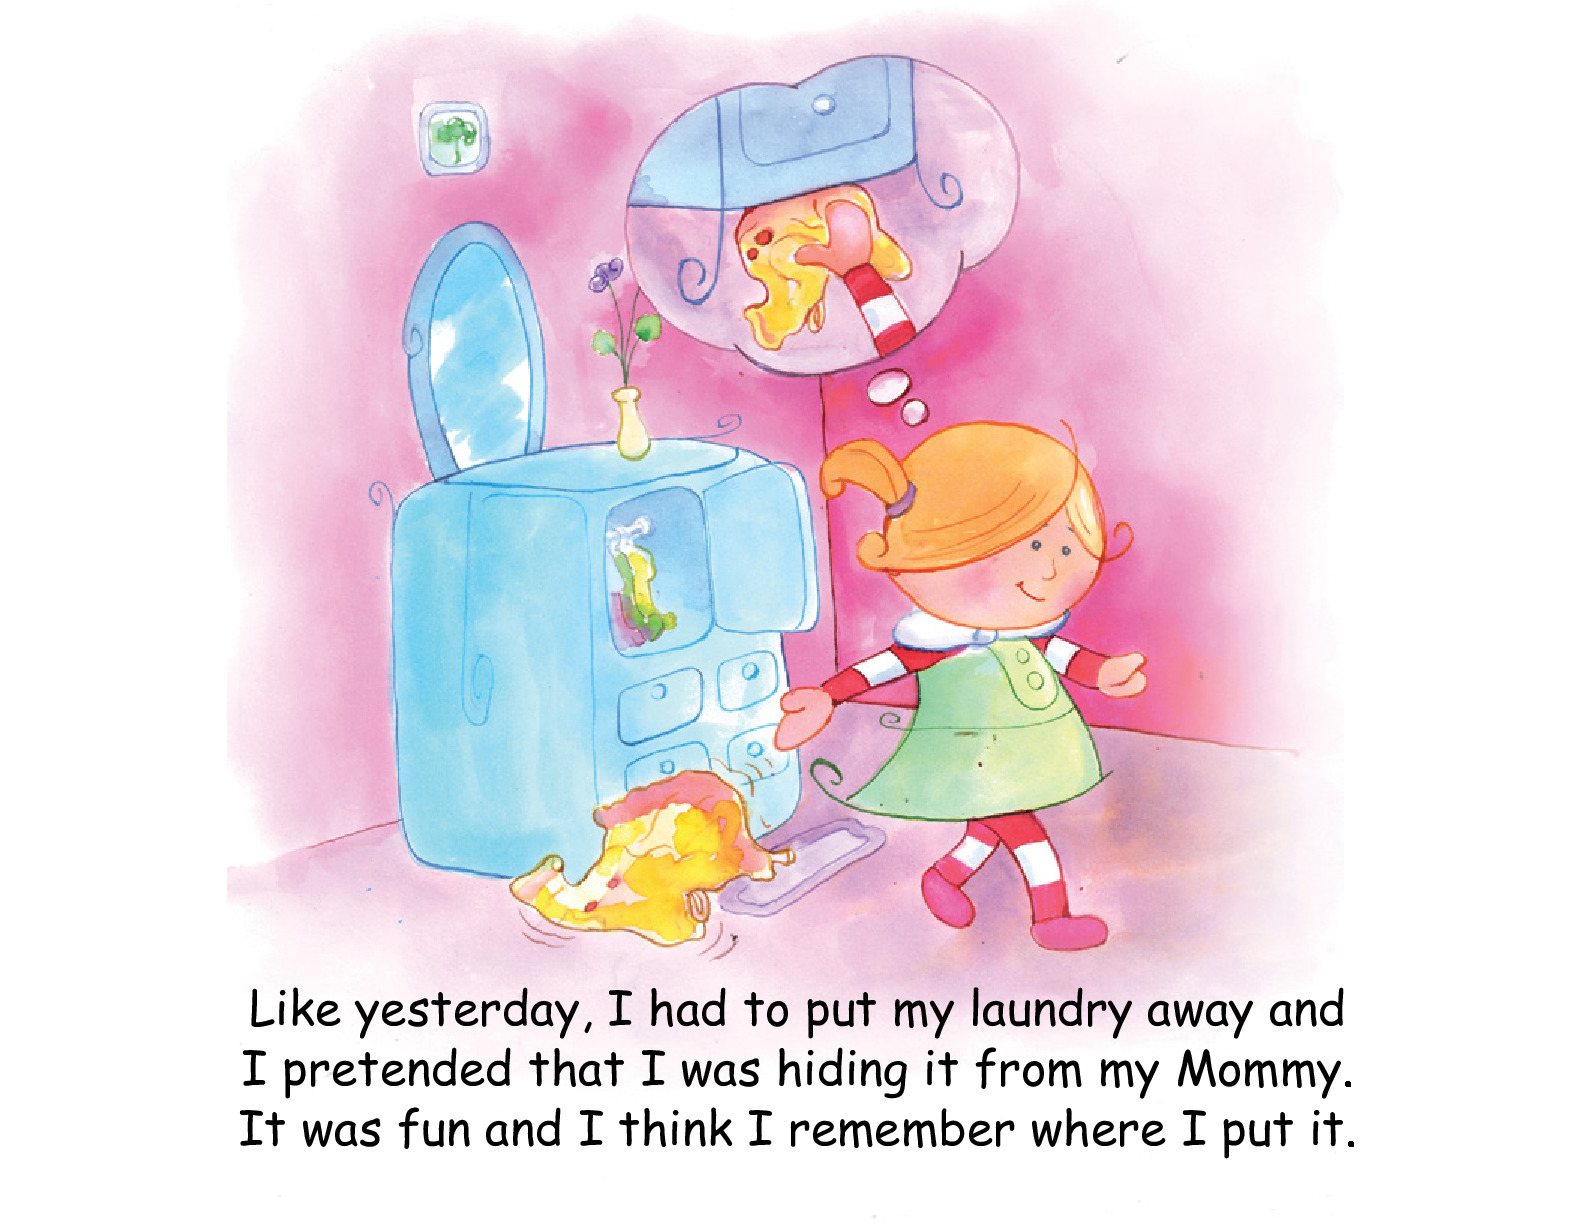 Like yesterday, I had to put my laundry away and
I pretended that I was hiding it from my Mommy.
It was fun and I think I remember where I put it.